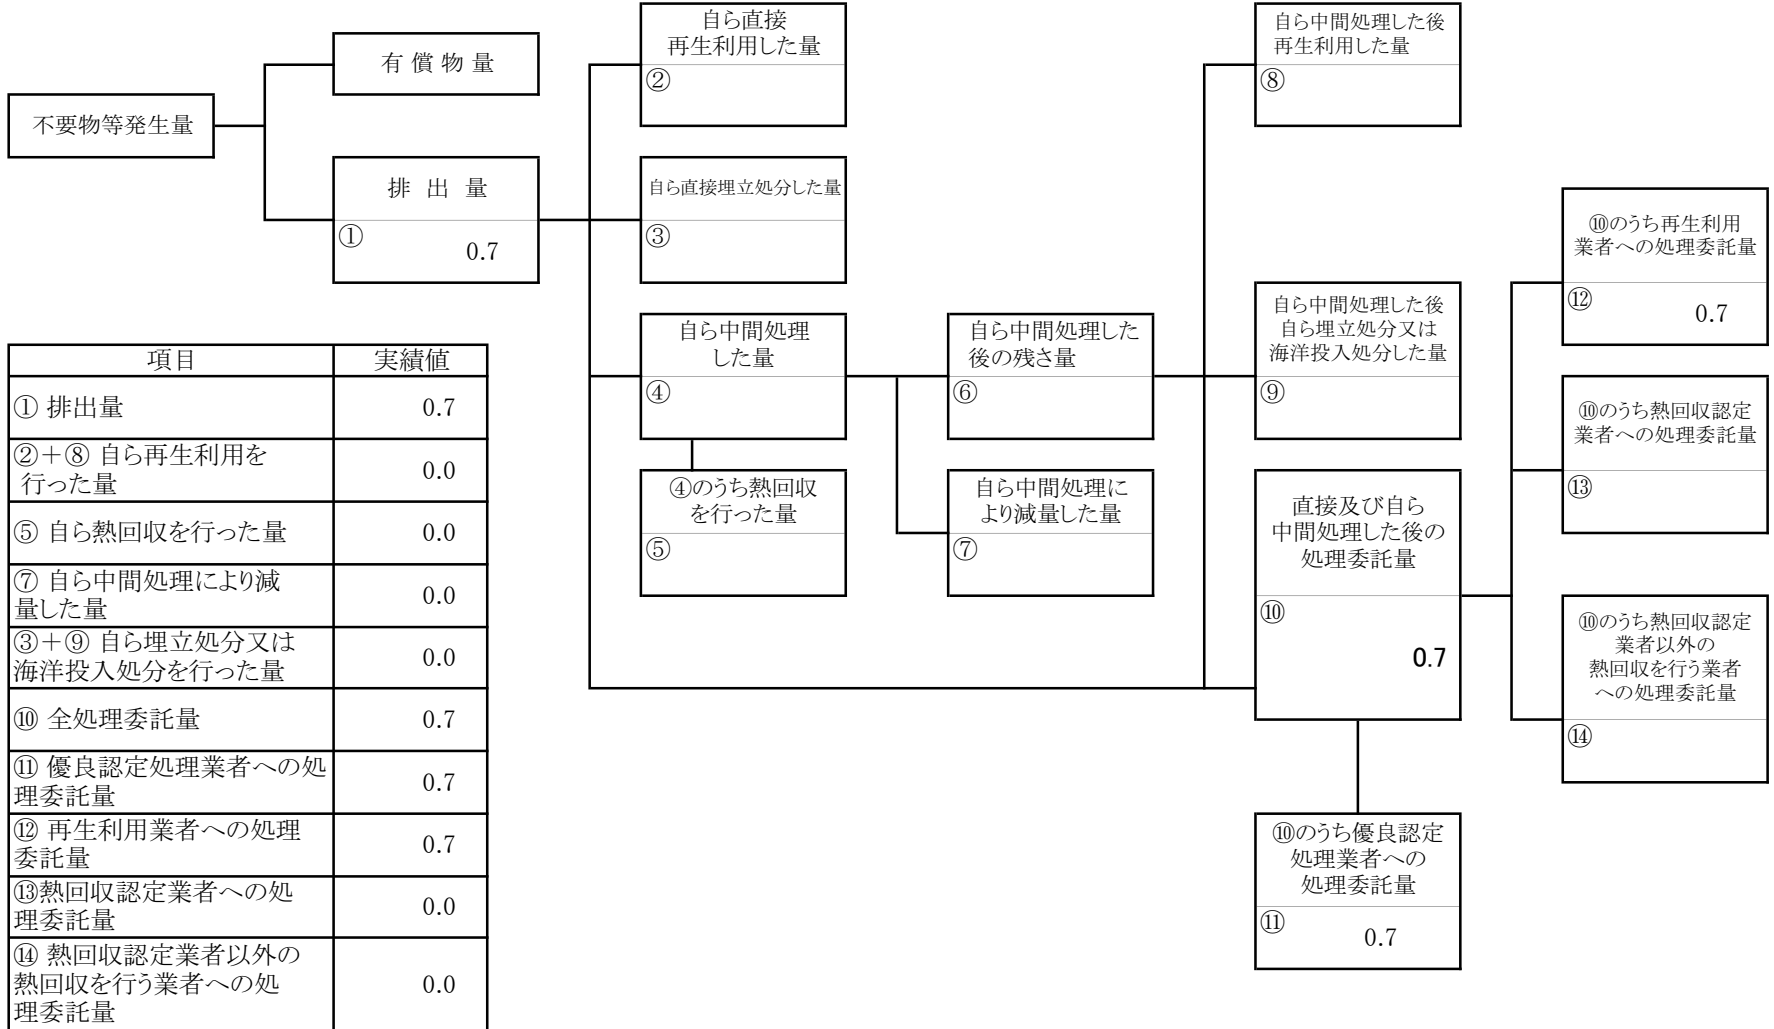 自ら直接
再生利用した量
②
自ら中間処理した後
再生利用した量
⑧
有 償 物 量
不要物等発生量
排 出 量
①
0.7
自ら直接埋立処分した量
③
⑩のうち再生利用
業者への処理委託量
⑫
0.7
自ら中間処理
した量
④
自ら中間処理した
後の残さ量
⑥
自ら中間処理した後
自ら埋立処分又は
海洋投入処分した量
⑨
⑩のうち熱回収認定
業者への処理委託量
⑬
④のうち熱回収
を行った量
⑤
自ら中間処理に
より減量した量
⑦
直接及び自ら
中間処理した後の
処理委託量
⑩
0.7
⑩のうち熱回収認定
業者以外の
熱回収を行う業者
への処理委託量
⑭
⑩のうち優良認定
処理業者への
処理委託量
⑪
0.7
項目 実績値
① 排出量 0.7
②+⑧ 自ら再生利用を
行った量 0.0
⑤ 自ら熱回収を行った量 0.0
⑦ 自ら中間処理により減
量した量 0.0
③+⑨ 自ら埋立処分又は
海洋投入処分を行った量 0.0
⑩ 全処理委託量 0.7
⑪ 優良認定処理業者への処
理委託量 0.7
⑫ 再生利用業者への処理
委託量 0.7
⑬熱回収認定業者への処
理委託量 0.0
⑭ 熱回収認定業者以外の
熱回収を行う業者への処
理委託量 0.0